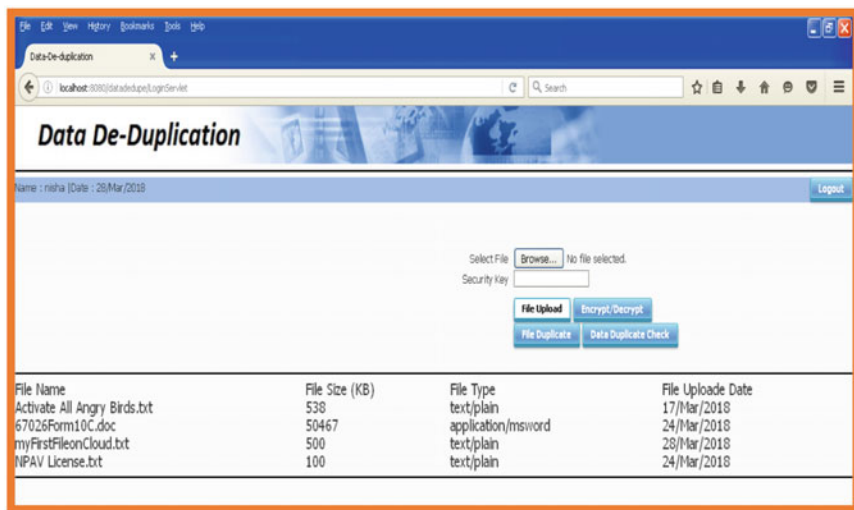 File Edit View History Bookmarks Tools Help
Data-De-duplication × +
localhost:8080/datadedupe/LoginServlet Search
Data De-Duplication
Name : nisha |Date : 28/Mar/2018 Logout
Select File Browse... No file selected.
Security Key
File Upload Encrypt/Decrypt
File Duplicate Data Duplicate Check
File Name File Size (KB) File Type File Uploade Date
Activate All Angry Birds.txt 538 text/plain 17/Mar/2018
67026Form10C.doc 50467 application/msword 24/Mar/2018
myFirstFileonCloud.txt 500 text/plain 28/Mar/2018
NPAV License.txt 100 text/plain 24/Mar/2018